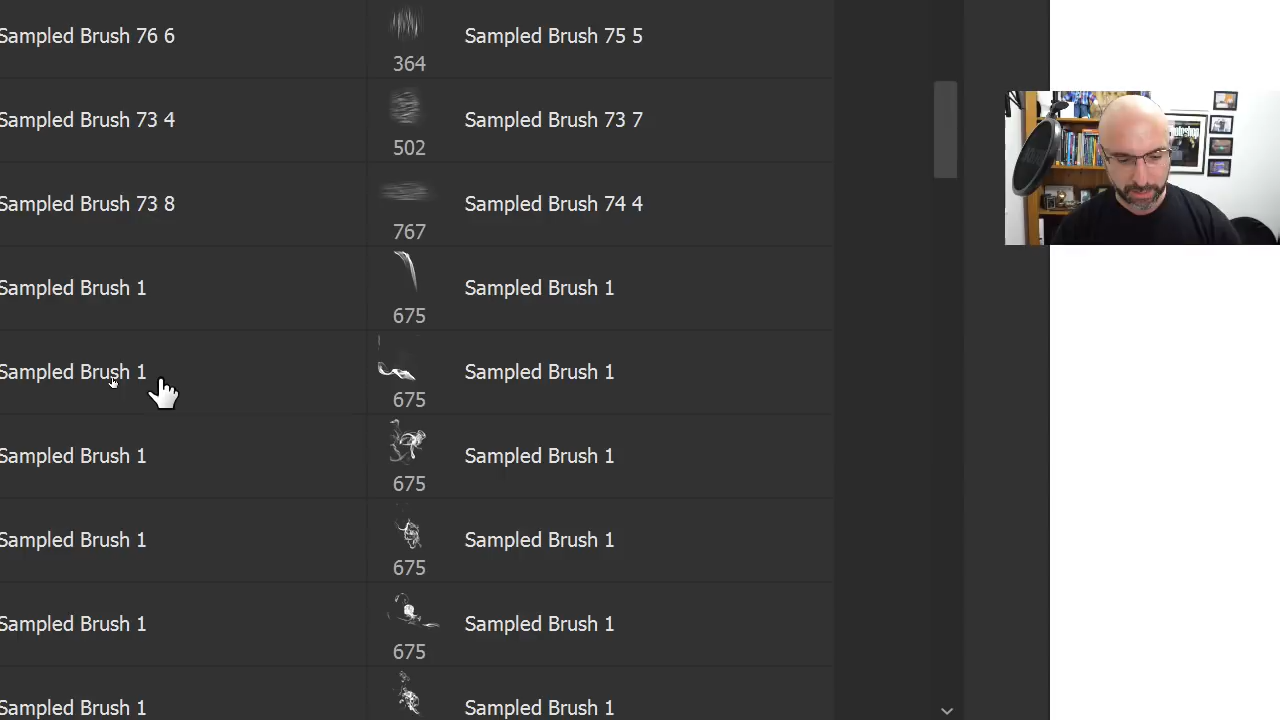 Sampled Brush 76 6
Sampled Brush 75 5
364
Sampled Brush 73 4
Sampled Brush 73 7
502
Sampled Brush 73 8
Sampled Brush 74 4
767
Sampled Brush 1
Sampled Brush 1
675
Sampled Brush 1
Sampled Brush 1
675
Sampled Brush 1
Sampled Brush 1
675
Sampled Brush 1
Sampled Brush 1
675
Sampled Brush 1
Sampled Brush 1
675
Sampled Brush 1
Sampled Brush 1